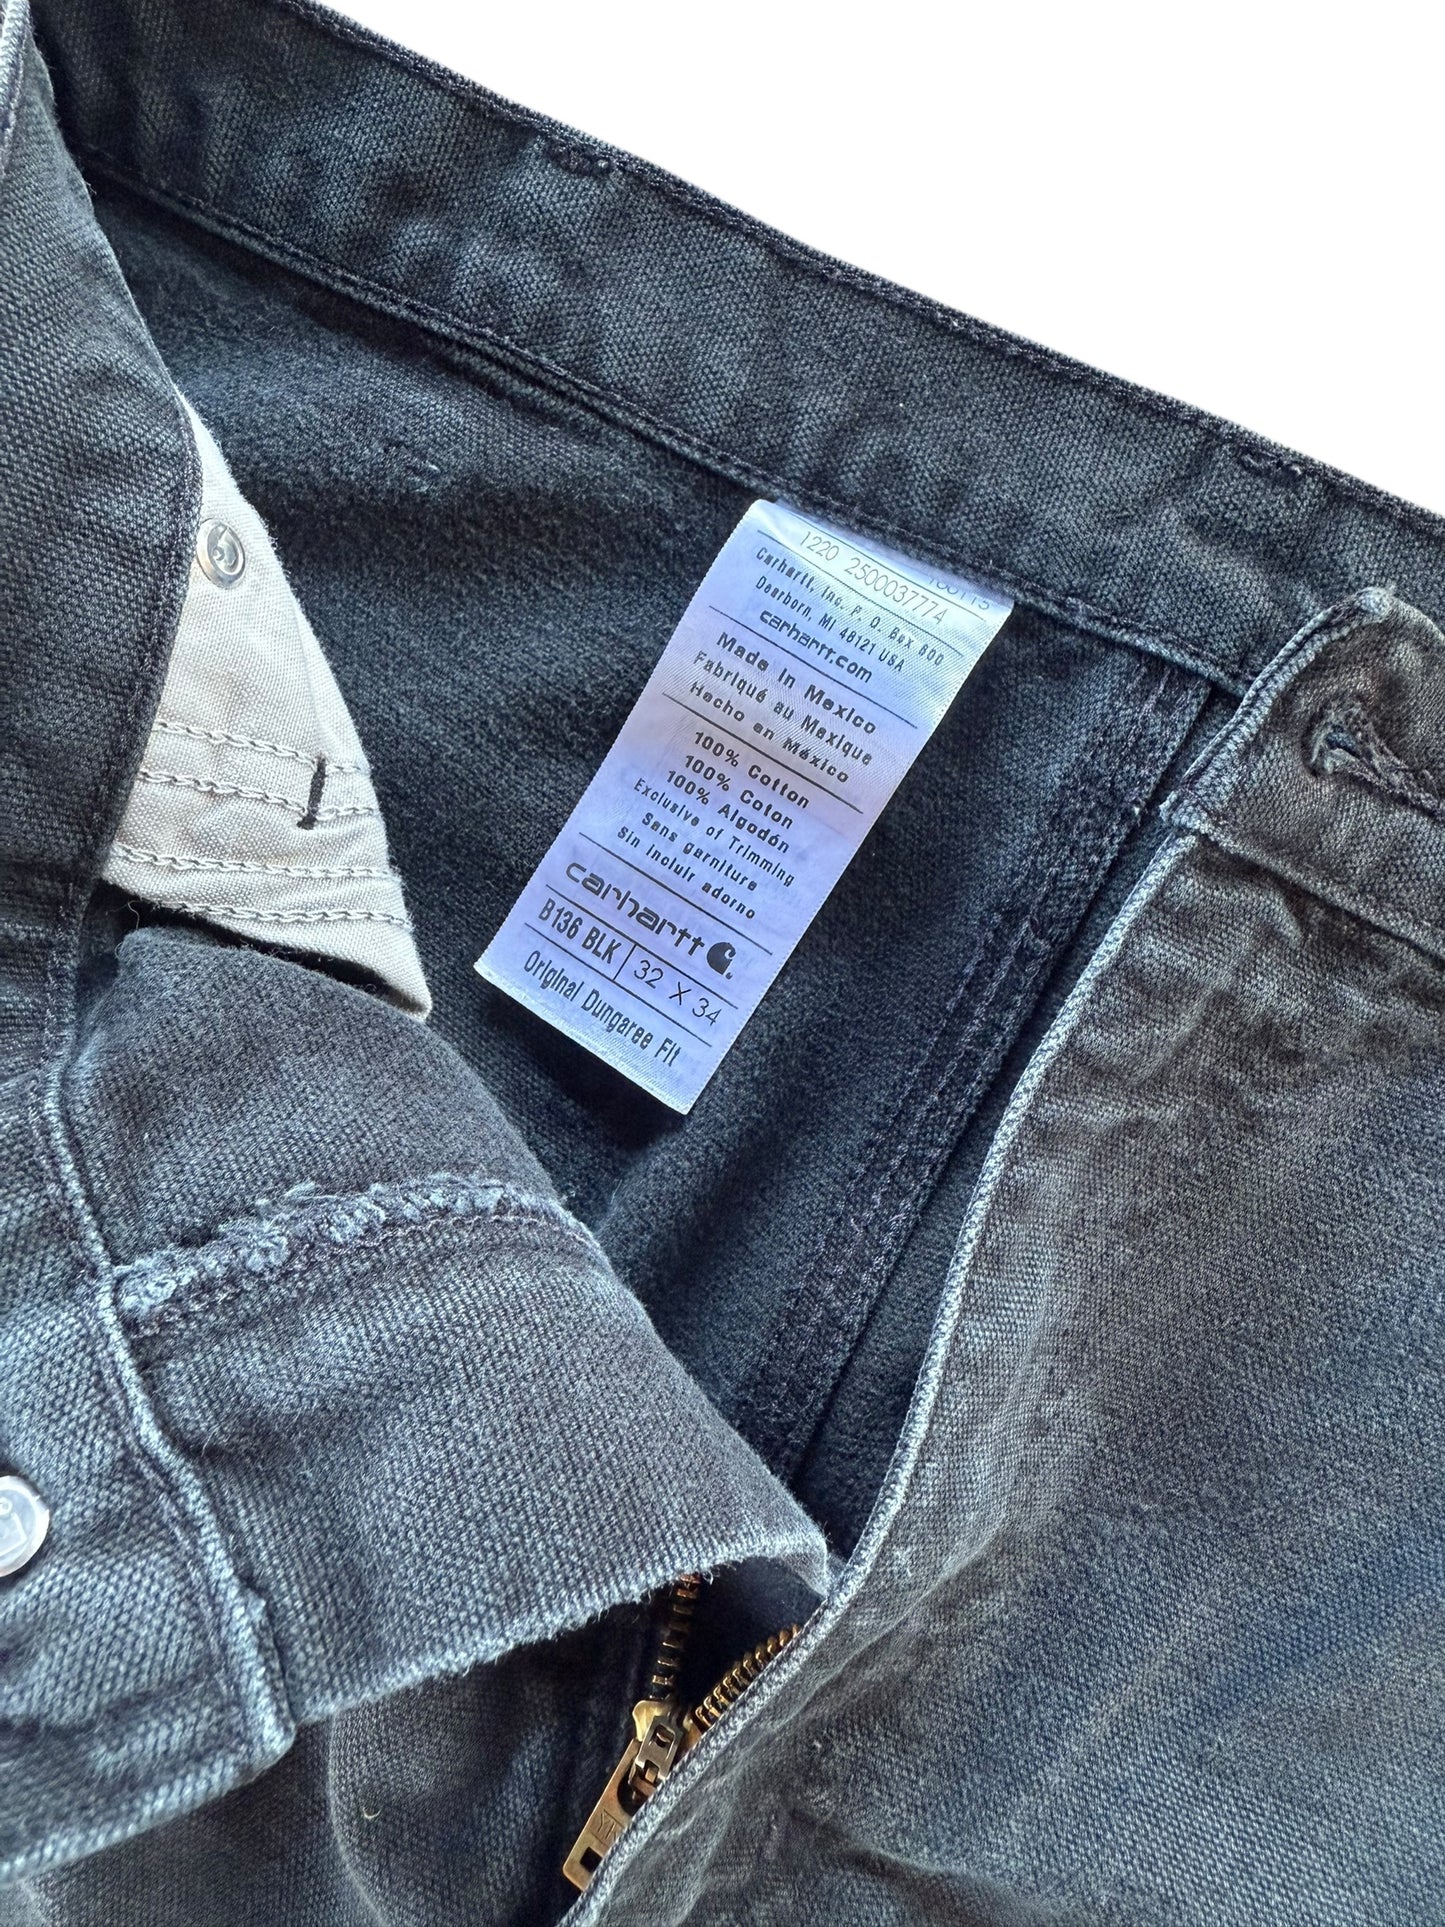 1220 2500037774
Carhartt, Inc. P. O. Box 600
Dearborn, MI 48121 USA
carhartt.com
Made in Mexico
Fabriqué au Mexique
Hecho en México
100% Cotton
100% Coton
100% Algodón
Exclusive of Trimming
Sans garniture
Sin incluir adorno
carhartt
B136 BLK 32 X 34
Original Dungaree Fit